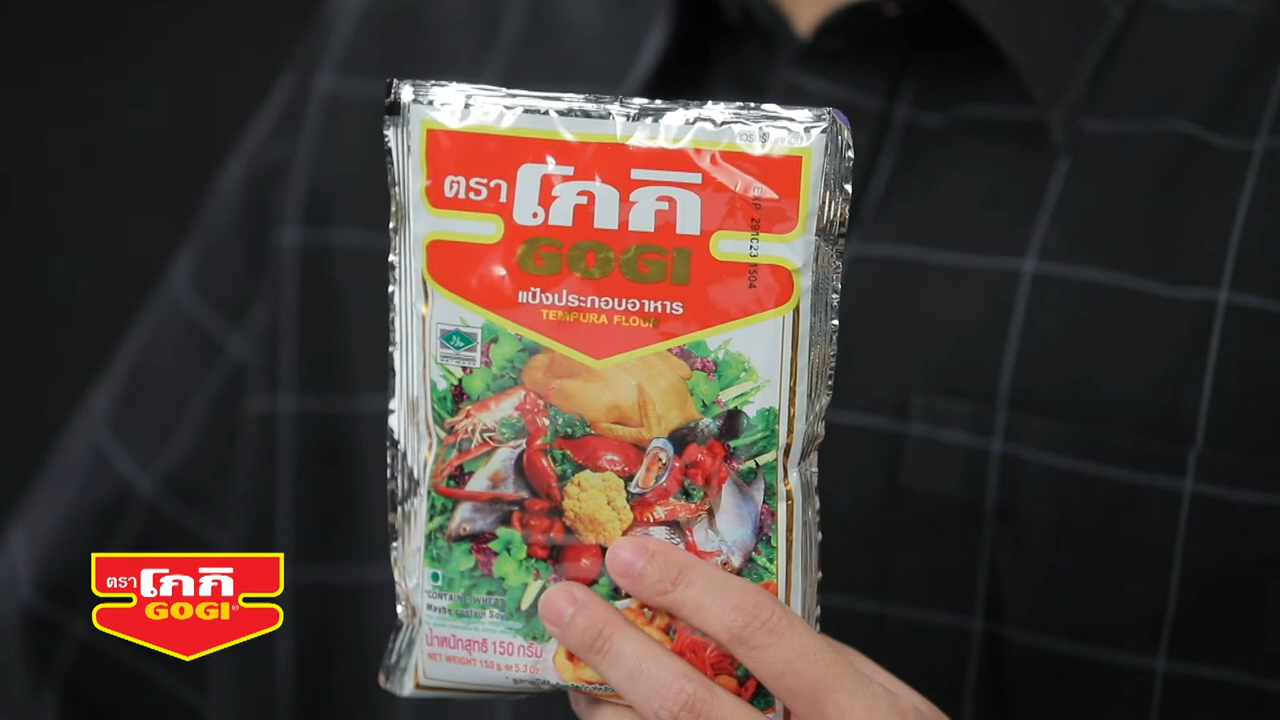 ตรา โกกิ
GOGI
แป้งประกอบอาหาร
TEMPURA FLOUR
EXP 291023 1504
CONTAINS WHEAT
Maybe contain Soy
น้ำหนักสุทธิ 150 กรัม
NET WEIGHT 150 g. or 5.3 Oz
ตรา โกกิ
GOGI®